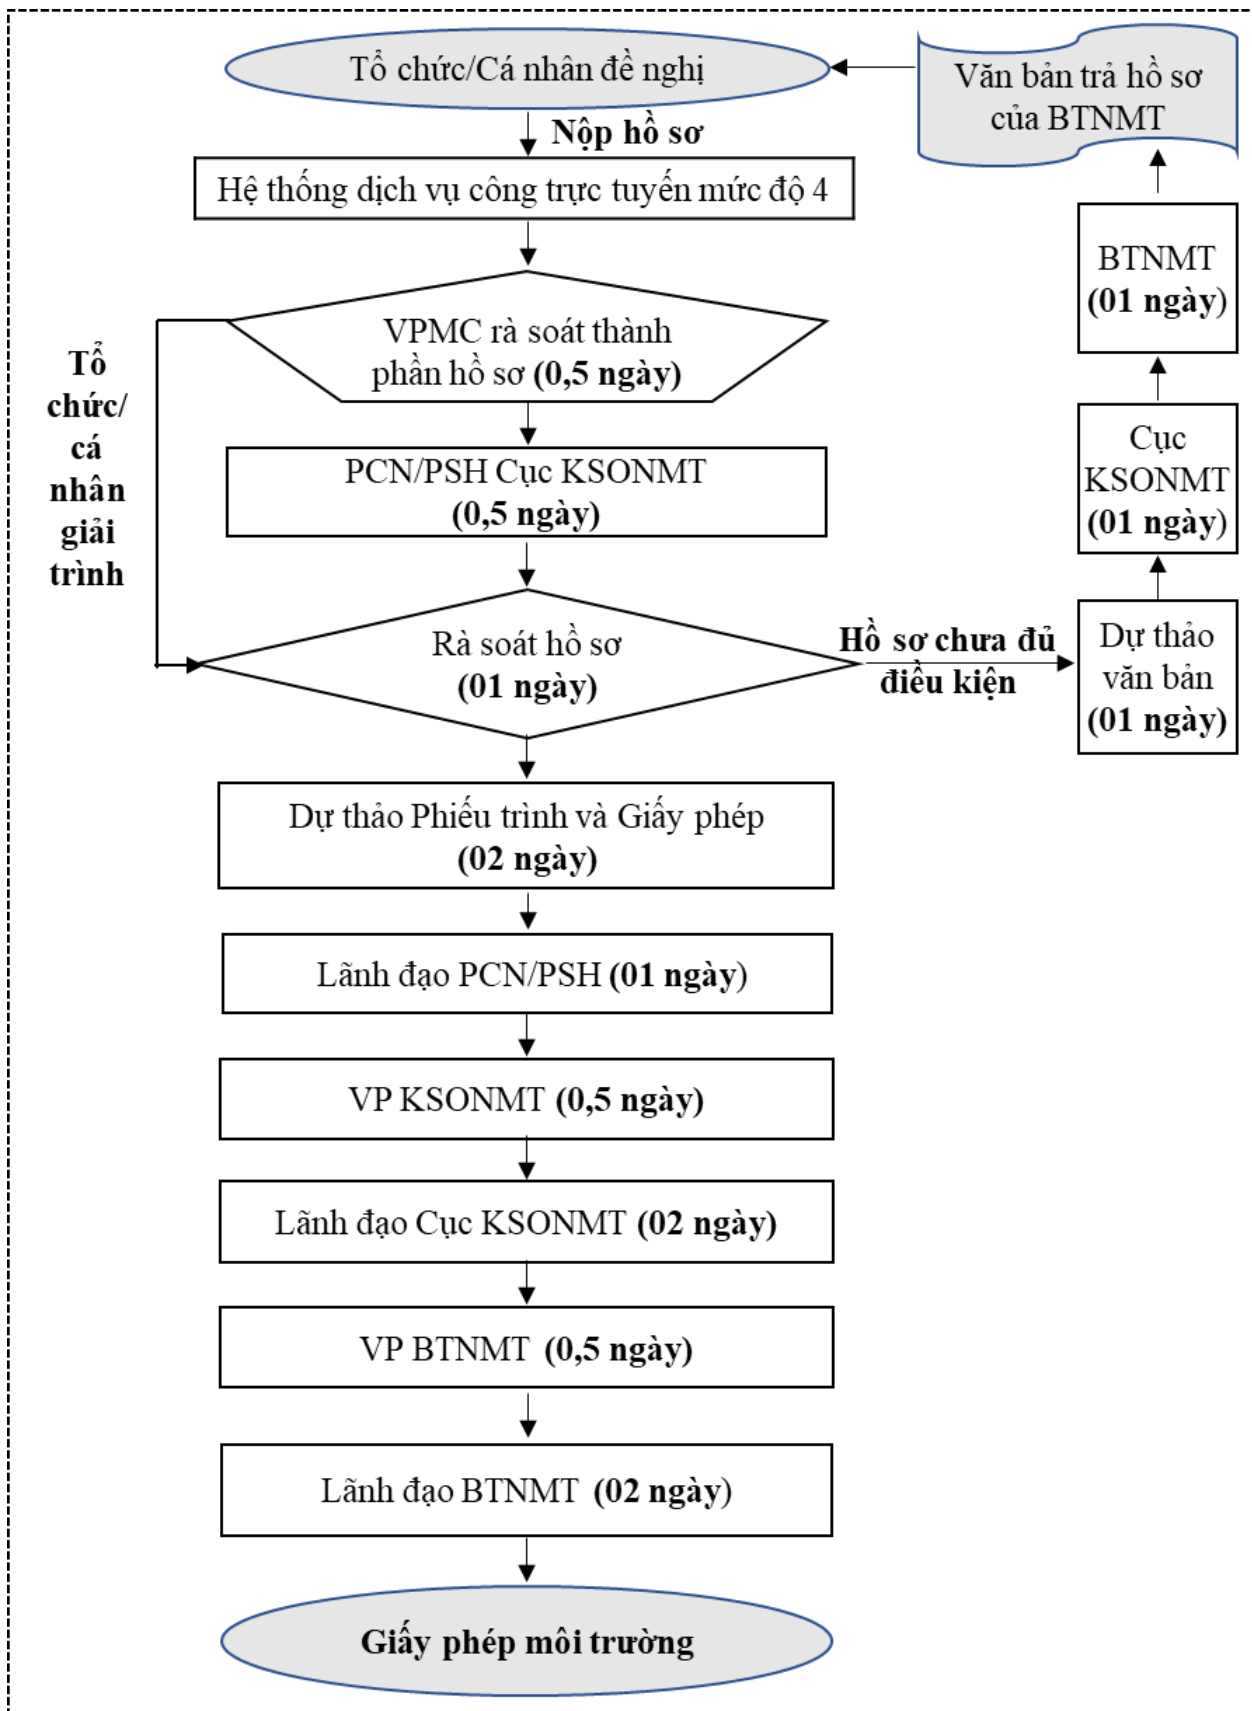 Tổ chức/Cá nhân đề nghị
Văn bản trả hồ sơ
của BTNMT
Nộp hồ sơ
Hệ thống dịch vụ công trực tuyến mức độ 4
BTNMT
(01 ngày)
VPMC rà soát thành
phần hồ sơ (0,5 ngày)
Tổ
chức/
cá
nhân
giải
trình
Cục
KSONMT
(01 ngày)
PCN/PSH Cục KSONMT
(0,5 ngày)
Rà soát hồ sơ
(01 ngày)
Hồ sơ chưa đủ
điều kiện
Dự thảo
văn bản
(01 ngày)
Dự thảo Phiếu trình và Giấy phép
(02 ngày)
Lãnh đạo PCN/PSH (01 ngày)
VP KSONMT (0,5 ngày)
Lãnh đạo Cục KSONMT (02 ngày)
VP BTNMT (0,5 ngày)
Lãnh đạo BTNMT (02 ngày)
Giấy phép môi trường